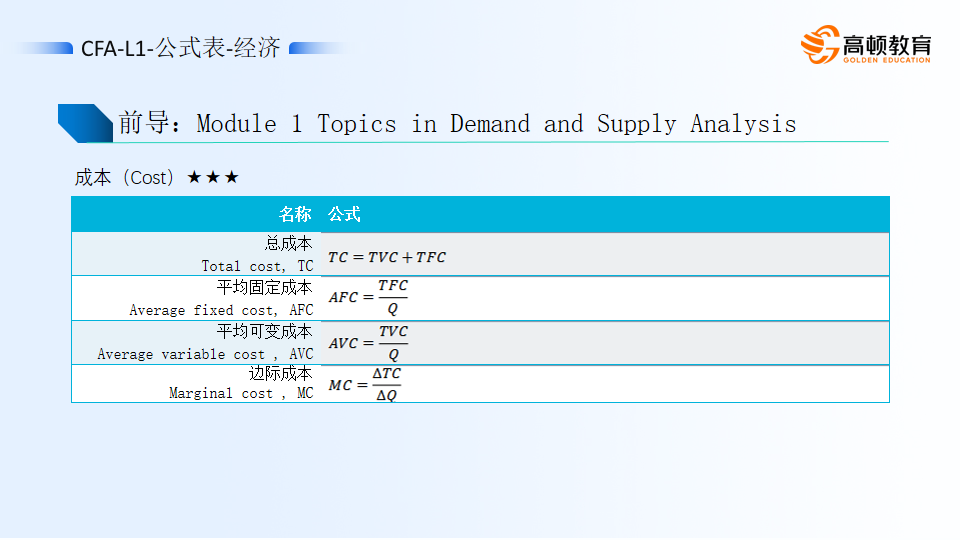 CFA-L1-公式表-经济
高顿教育
GOLDEN EDUCATION
前导：Module 1 Topics in Demand and Supply Analysis
成本（Cost）★★★
名称 公式
总成本
Total cost, TC
TC = TVC + TFC
平均固定成本
Average fixed cost, AFC
AFC = TFC/Q
平均可变成本
Average variable cost , AVC
AVC = TVC/Q
边际成本
Marginal cost , MC
MC = ΔTC/ΔQ